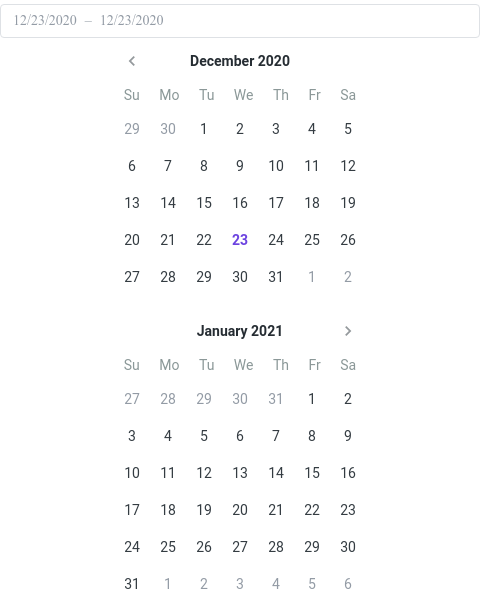 12/23/2020 – 12/23/2020
December 2020
Su Mo Tu We Th Fr Sa
29 30 1 2 3 4 5
6 7 8 9 10 11 12
13 14 15 16 17 18 19
20 21 22 23 24 25 26
27 28 29 30 31 1 2
January 2021
Su Mo Tu We Th Fr Sa
27 28 29 30 31 1 2
3 4 5 6 7 8 9
10 11 12 13 14 15 16
17 18 19 20 21 22 23
24 25 26 27 28 29 30
31 1 2 3 4 5 6